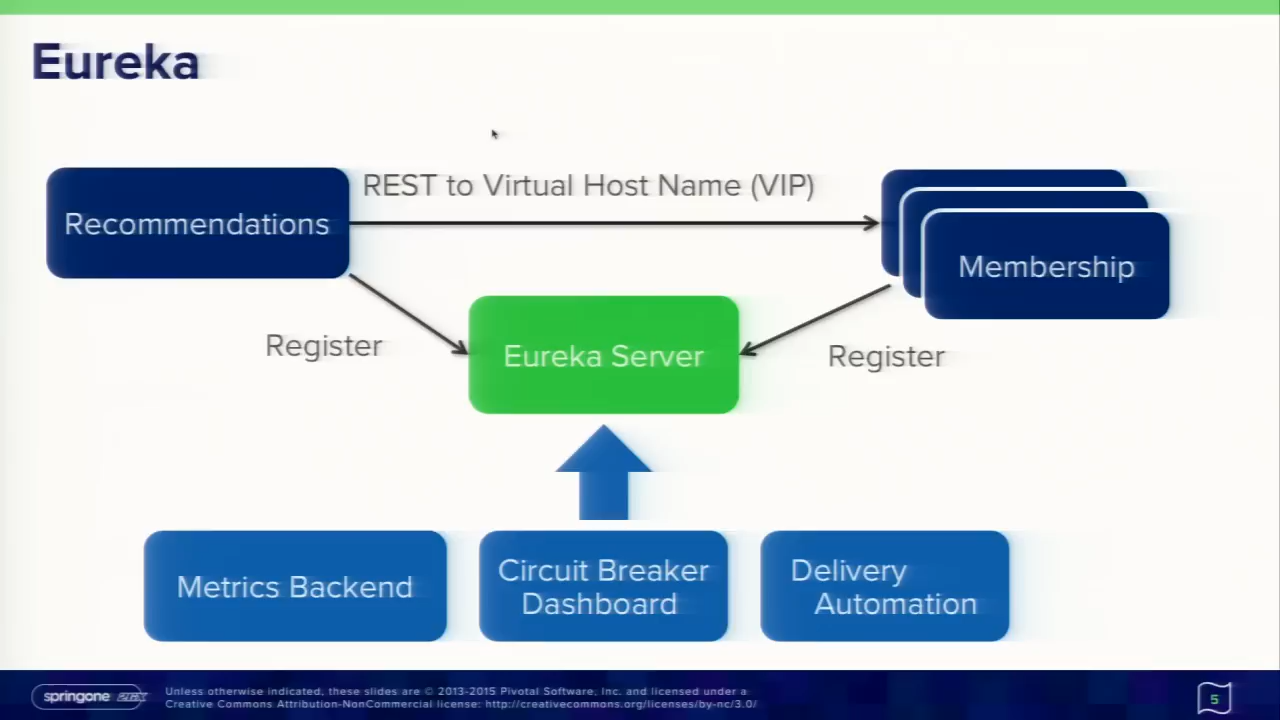 Eureka
REST to Virtual Host Name (VIP)
Recommendations
Membership
Register
Eureka Server
Register
Metrics Backend
Circuit Breaker
Dashboard
Delivery
Automation
springone
Unless otherwise indicated, these slides are © 2013-2015 Pivotal Software, Inc. and licensed under a
Creative Commons Attribution-NonCommercial license: http://creativecommons.org/licenses/by-nc/3.0/
5